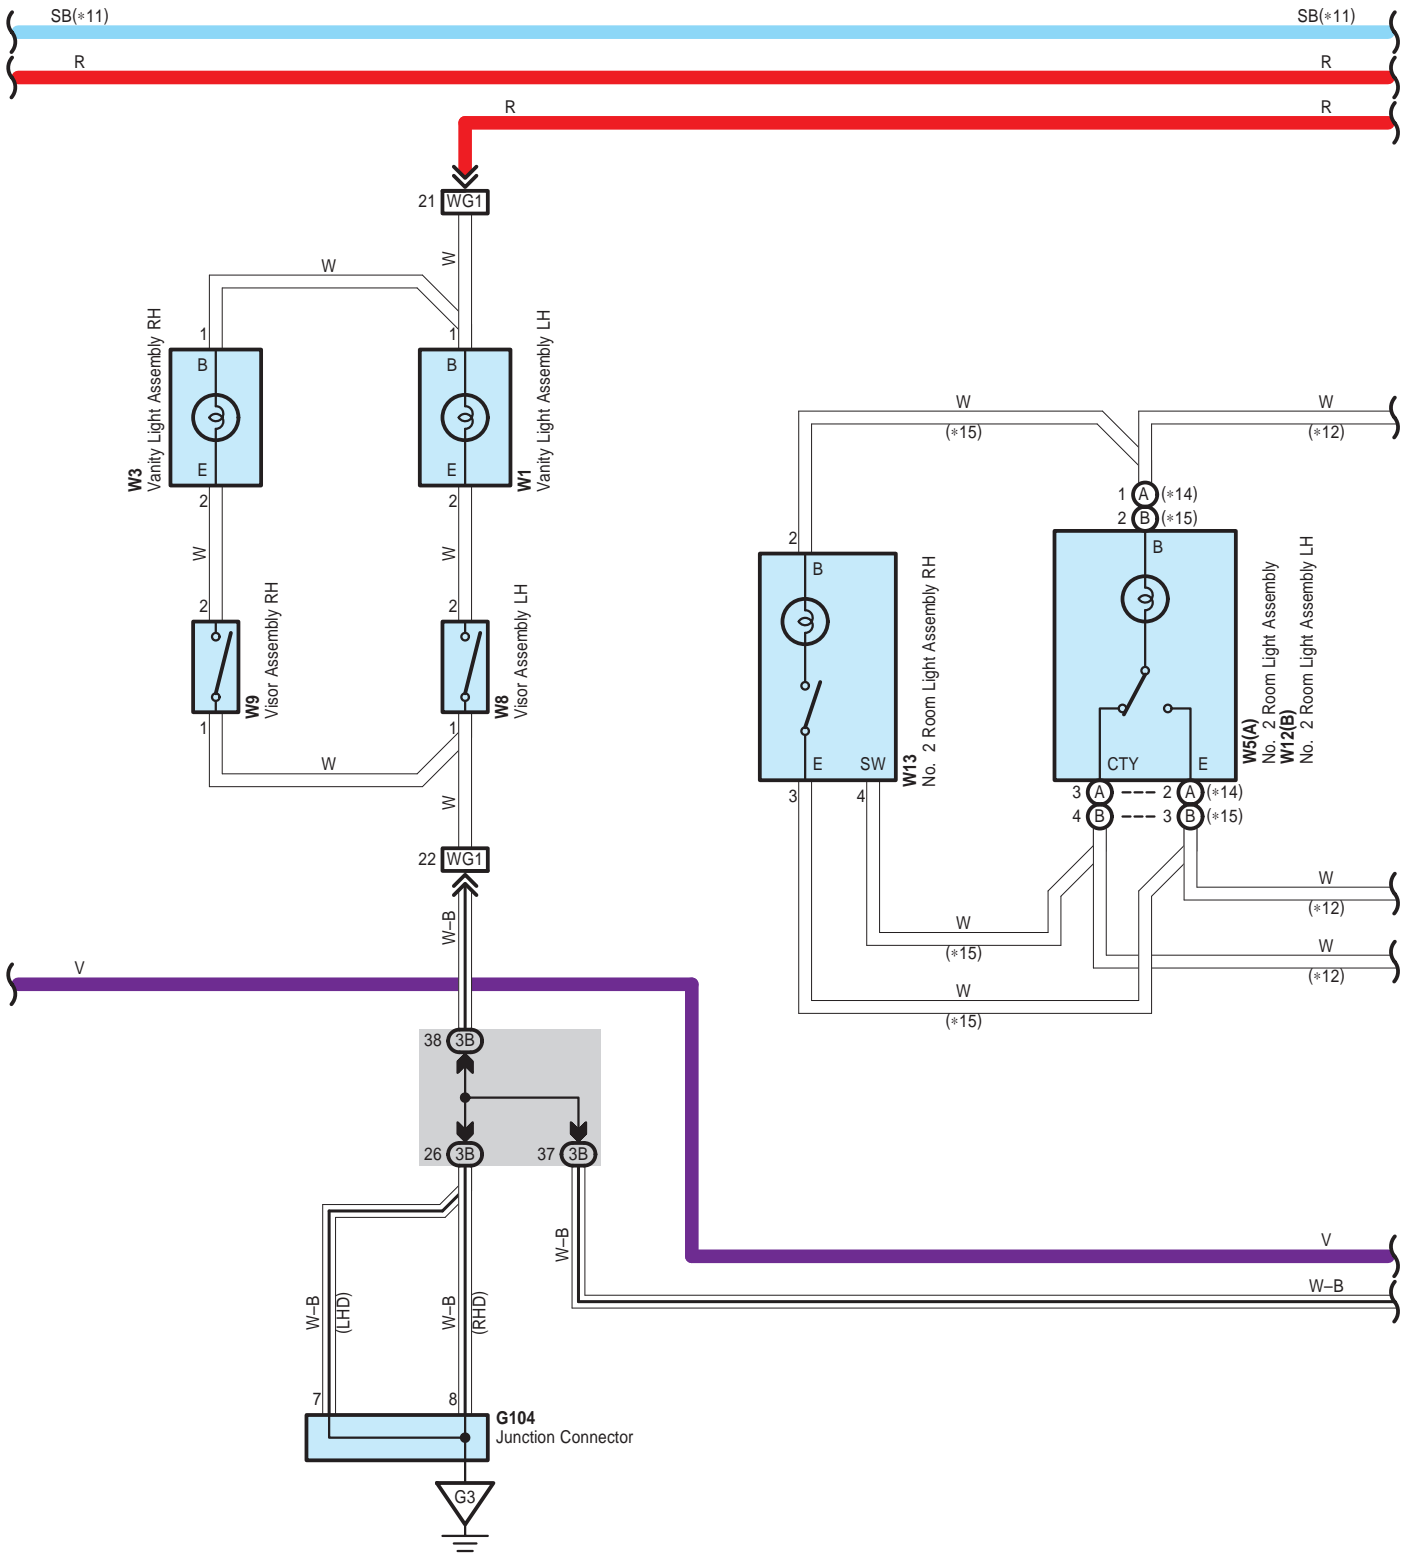 SB(∗11) SB(∗11)
R R
R R
21 WG1
W
W
1 1
B B
E E
W3
Vanity Light Assembly RH
W1
Vanity Light Assembly LH
2 2
W W
2 2
W9
Visor Assembly RH
W8
Visor Assembly LH
1 1
W
W
22 WG1
W–B
W
(∗15)
W
(∗12)
1 A (∗14)
2 B (∗15)
2
B
B
E SW
CTY E
W13
No. 2 Room Light Assembly RH
W5(A)
No. 2 Room Light Assembly
W12(B)
No. 2 Room Light Assembly LH
3 4
3 A 2 A (∗14)
4 B 3 B (∗15)
W
(∗12)
W
(∗15)
W
(∗12)
W
(∗15)
V
38 3B
26 3B
37 3B
W–B
V
W–B
W–B
(LHD)
W–B
(RHD)
7 8
G104
Junction Connector
G3